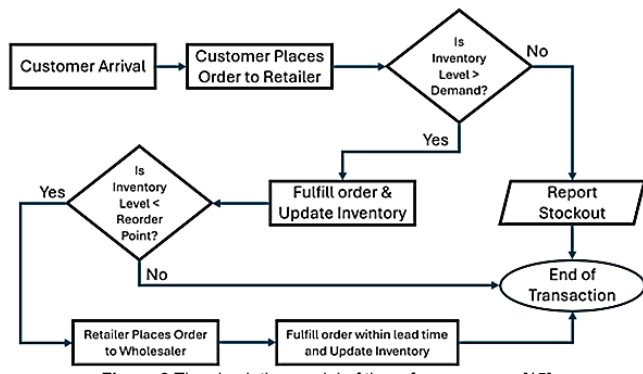 Customer Arrival
Customer Places
Order to Retailer
Is
Inventory
Level >
Demand?
No
Yes
Is
Inventory
Level <
Reorder
Point?
Yes
Fulfill order &
Update Inventory
Report
Stockout
No
End of
Transaction
Retailer Places Order
to Wholesaler
Fulfill order within lead time
and Update Inventory